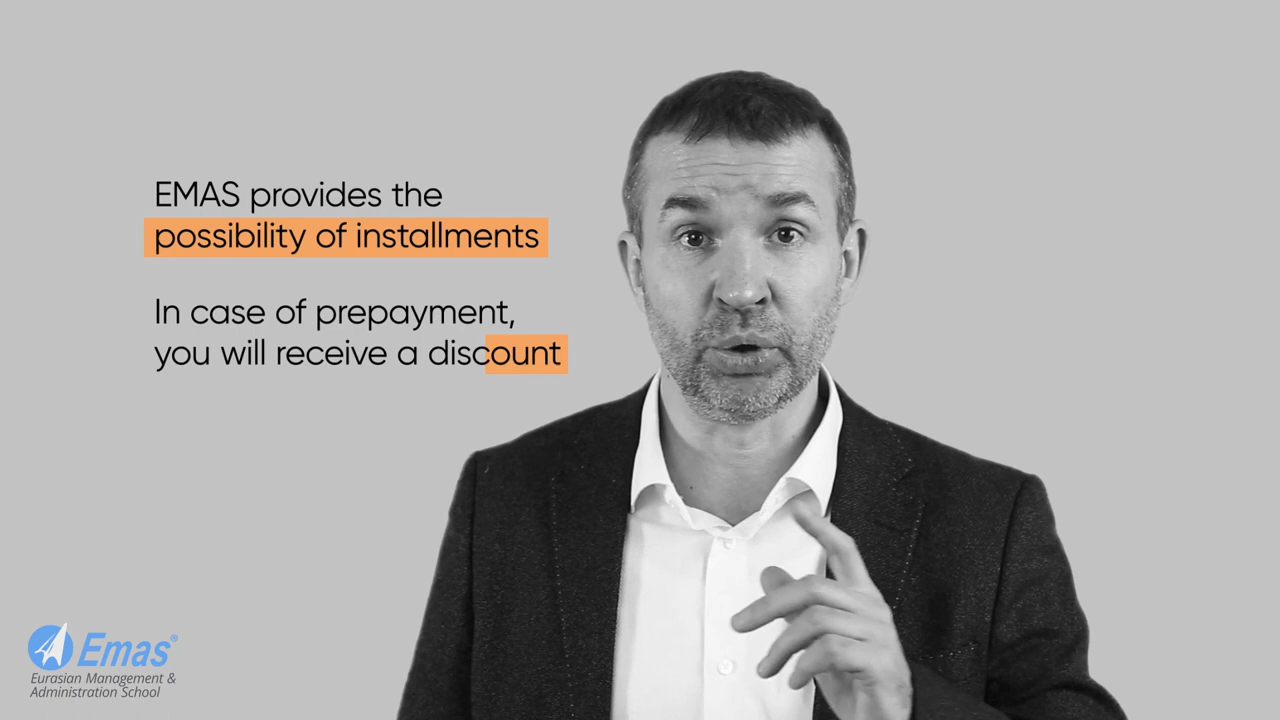 EMAS provides the
possibility of installments
In case of prepayment,
you will receive a discount
Emas®
Eurasian Management &
Administration School